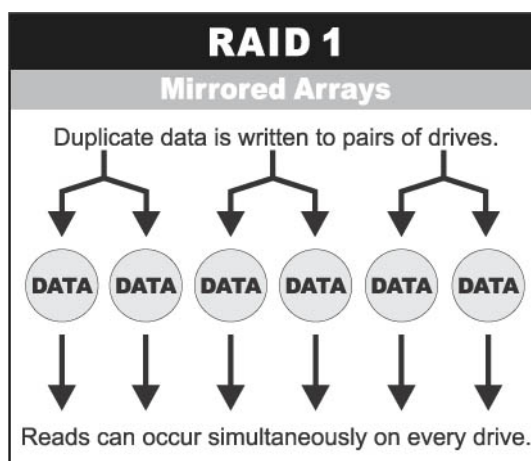 RAID 1
Mirrored Arrays
Duplicate data is written to pairs of drives.
DATA DATA DATA DATA DATA DATA
Reads can occur simultaneously on every drive.